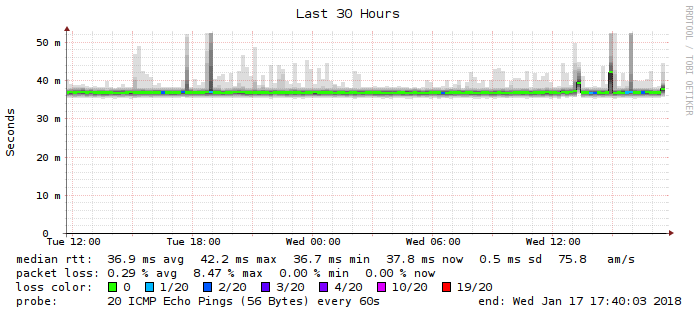 Last 30 Hours
RRDTOOL / TOBI OETIKER
Seconds
50 m
40 m
30 m
20 m
10 m
0
Tue 12:00 Tue 18:00 Wed 00:00 Wed 06:00 Wed 12:00
median rtt: 36.9 ms avg 42.2 ms max 36.7 ms min 37.8 ms now 0.5 ms sd 75.8 am/s
packet loss: 0.29 % avg 8.47 % max 0.00 % min 0.00 % now
loss color: 0 1/20 2/20 3/20 4/20 10/20 19/20
probe: 20 ICMP Echo Pings (56 Bytes) every 60s end: Wed Jan 17 17:40:03 2018